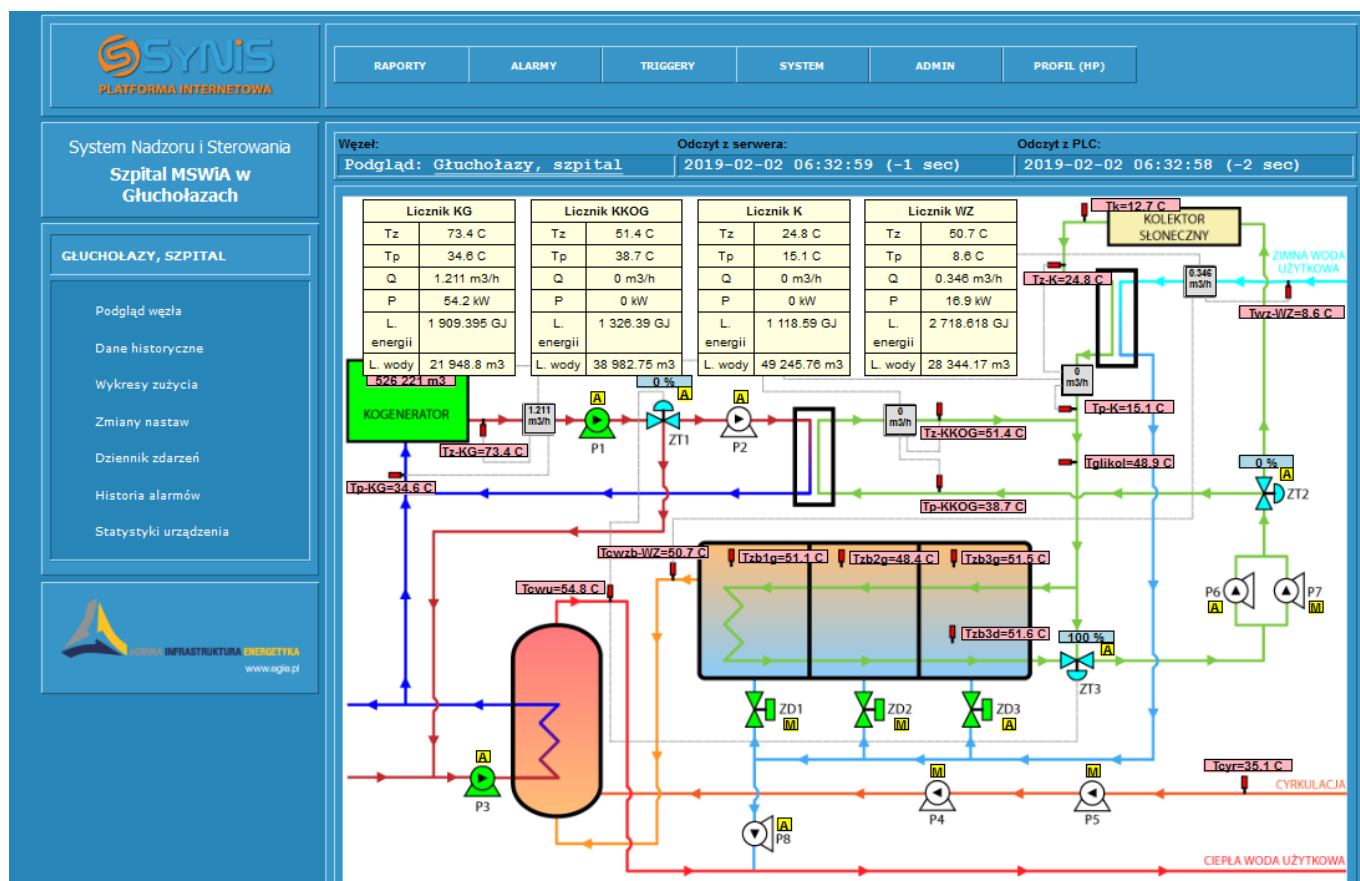 SYNiS
PLATFORMA INTERNETOWA
RAPORTY ALARMY TRIGGERY SYSTEM ADMIN PROFIL (HP)
System Nadzoru i Sterowania
Szpital MSWiA w
Głuchołazach
Węzeł: Odczyt z serwera: Odczyt z PLC:
Podgląd: Głuchołazy, szpital 2019-02-02 06:32:59 (-1 sec) 2019-02-02 06:32:58 (-2 sec)
GŁUCHOŁAZY, SZPITAL
Podgląd węzła
Dane historyczne
Wykresy zużycia
Zmiany nastaw
Dziennik zdarzeń
Historia alarmów
Statystyki urządzenia
eGMINA INFRASTRUKTURA ENERGETYKA
www.egie.pl
Licznik KG
Tz 73.4 C
Tp 34.6 C
Q 1.211 m3/h
P 54.2 kW
L. energii 1 909.395 GJ
L. wody 21 948.8 m3
Licznik KKOG
Tz 51.4 C
Tp 38.7 C
Q 0 m3/h
P 0 kW
L. energii 1 326.39 GJ
L. wody 38 982.75 m3
Licznik K
Tz 24.8 C
Tp 15.1 C
Q 0 m3/h
P 0 kW
L. energii 1 118.59 GJ
L. wody 49 245.76 m3
Licznik WZ
Tz 50.7 C
Tp 8.6 C
Q 0.346 m3/h
P 16.9 kW
L. energii 2 718.618 GJ
L. wody 28 344.17 m3
Tk=12.7 C
KOLEKTOR
SŁONECZNY
ZIMNA WODA
UŻYTKOWA
Tz-K=24.8 C
0.346
m3/h
Twz-WZ=8.6 C
526 221 m3
KOGENERATOR
1.211
m3/h
A
P1
0 %
A
ZT1
A
P2
0
m3/h
0
m3/h
Tp-K=15.1 C
Tz-KG=73.4 C
Tz-KKOG=51.4 C
Tglikol=48.9 C
Tp-KG=34.6 C
Tp-KKOG=38.7 C
0 %
A
ZT2
Tcwzb-WZ=50.7 C
Tzb1g=51.1 C
Tzb2g=48.4 C
Tzb3g=51.5 C
Tcwu=54.8 C
P6
A
P7
M
Tzb3d=51.6 C
100 %
A
ZT3
ZD1
M
ZD2
M
ZD3
A
A
P3
M
P4
M
P5
Tcyr=35.1 C
CYRKULACJA
A
P8
CIEPŁA WODA UŻYTKOWA